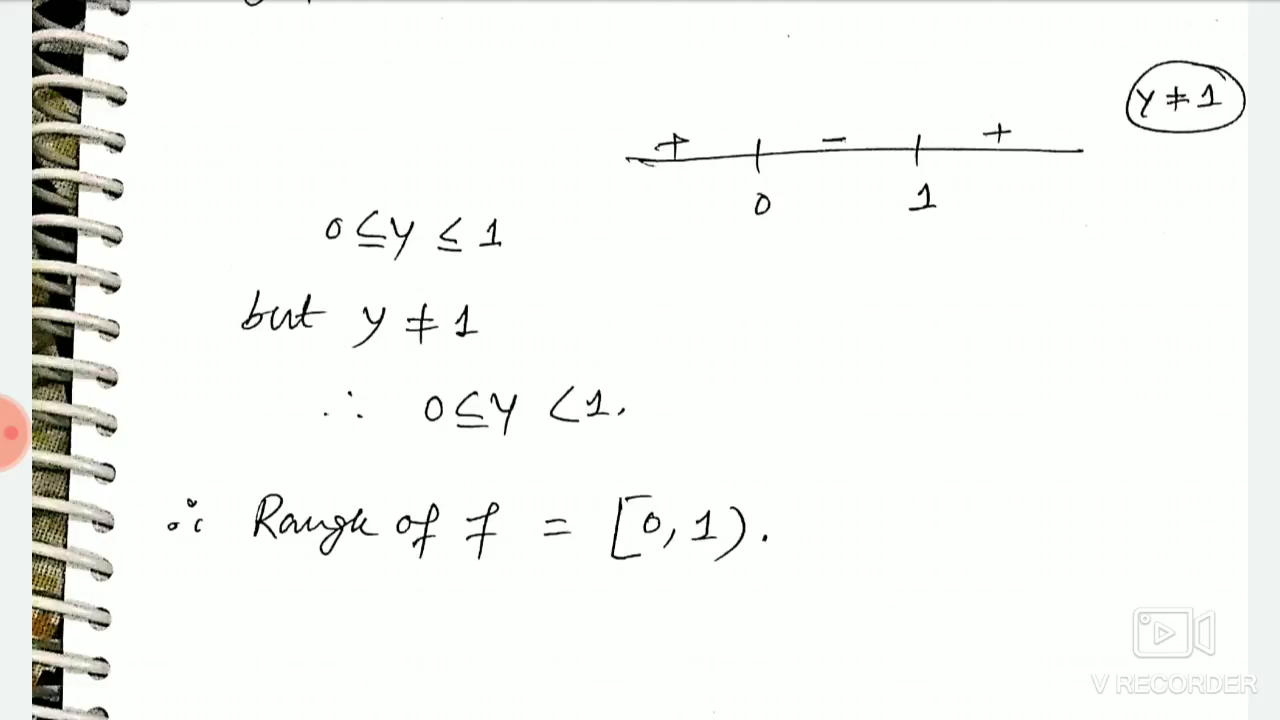 y ≠ 1
+ − +
0 1
0 ≤ y ≤ 1
but y ≠ 1
∴ 0 ≤ y < 1.
∴ Range of f = [0, 1).
V RECORDER